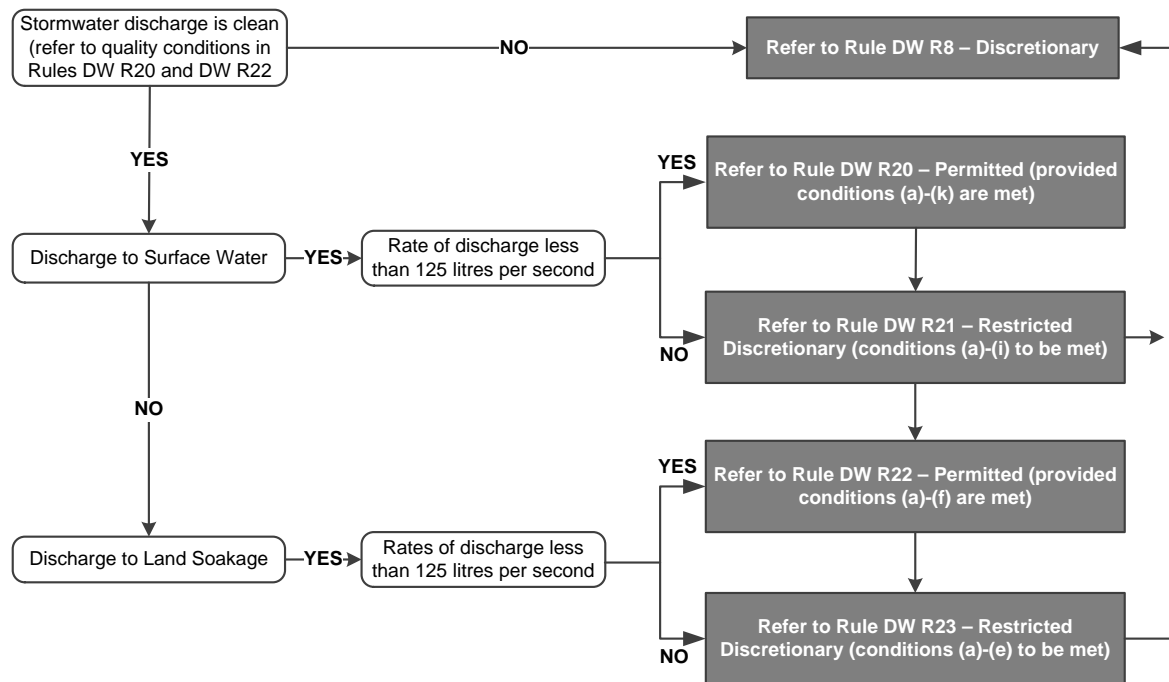 Stormwater discharge is clean
(refer to quality conditions in
Rules DW R20 and DW R22
NO
Refer to Rule DW R8 – Discretionary
YES
Discharge to Surface Water
YES
Rate of discharge less
than 125 litres per second
YES
Refer to Rule DW R20 – Permitted (provided
conditions (a)-(k) are met)
NO
Refer to Rule DW R21 – Restricted
Discretionary (conditions (a)-(i) to be met)
NO
Discharge to Land Soakage
YES
Rates of discharge less
than 125 litres per second
YES
Refer to Rule DW R22 – Permitted (provided
conditions (a)-(f) are met)
NO
Refer to Rule DW R23 – Restricted
Discretionary (conditions (a)-(e) to be met)